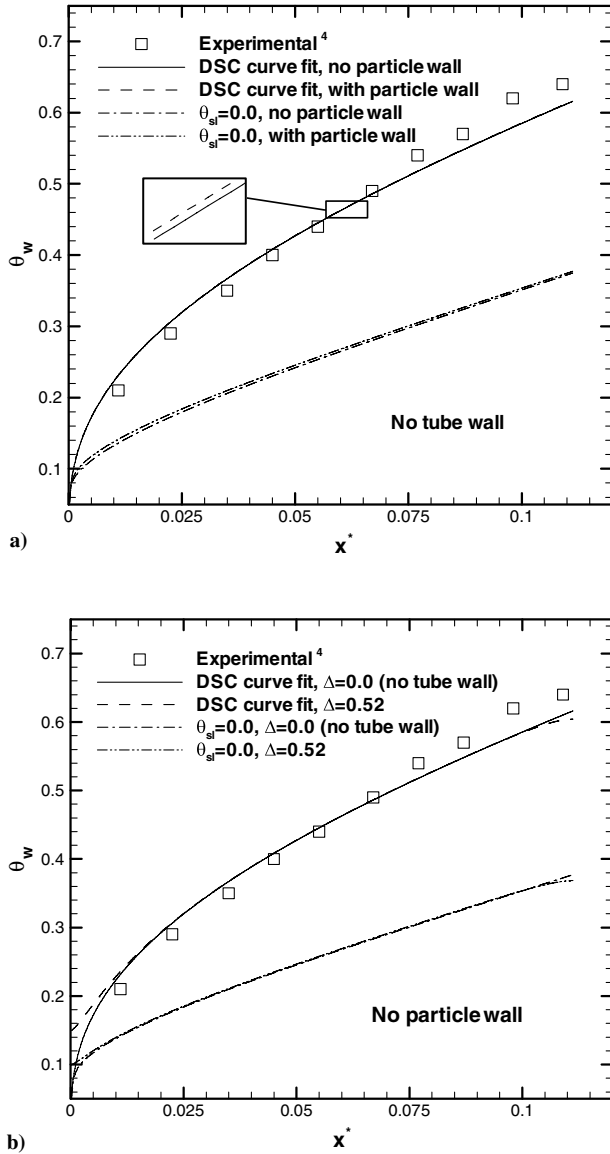 0.7
0.6
0.5
0.4
0.3
0.2
0.1
θw
Experimental 4
DSC curve fit, no particle wall
DSC curve fit, with particle wall
θsl=0.0, no particle wall
θsl=0.0, with particle wall
No tube wall
0 0.025 0.05 0.075 0.1
x*
a)
0.7
0.6
0.5
0.4
0.3
0.2
0.1
θw
Experimental 4
DSC curve fit, Δ=0.0 (no tube wall)
DSC curve fit, Δ=0.52
θsl=0.0, Δ=0.0 (no tube wall)
θsl=0.0, Δ=0.52
No particle wall
0 0.025 0.05 0.075 0.1
x*
b)